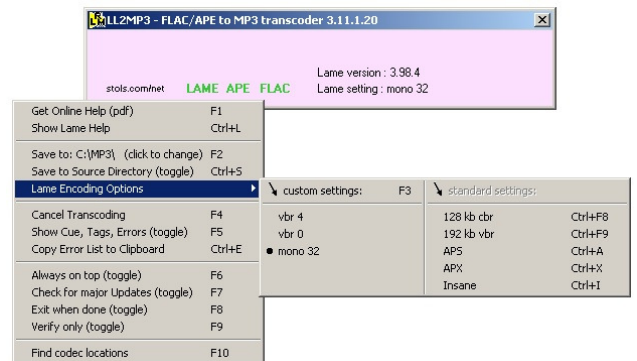 LL2MP3 - FLAC/APE to MP3 transcoder 3.11.1.20
Lame version : 3.98.4
stols.com/net LAME APE FLAC Lame setting : mono 32
Get Online Help (pdf) F1
Show Lame Help Ctrl+L
Save to: C:\MP3\ (click to change) F2
Save to Source Directory (toggle) Ctrl+S
Lame Encoding Options
Cancel Transcoding F4
Show Cue, Tags, Errors (toggle) F5
Copy Error List to Clipboard Ctrl+E
Always on top (toggle) F6
Check for major Updates (toggle) F7
Exit when done (toggle) F8
Verify only (toggle) F9
Find codec locations F10
custom settings: F3
vbr 4
vbr 0
mono 32
standard settings:
128 kb cbr Ctrl+F8
192 kb vbr Ctrl+F9
APS Ctrl+A
APX Ctrl+X
Insane Ctrl+I